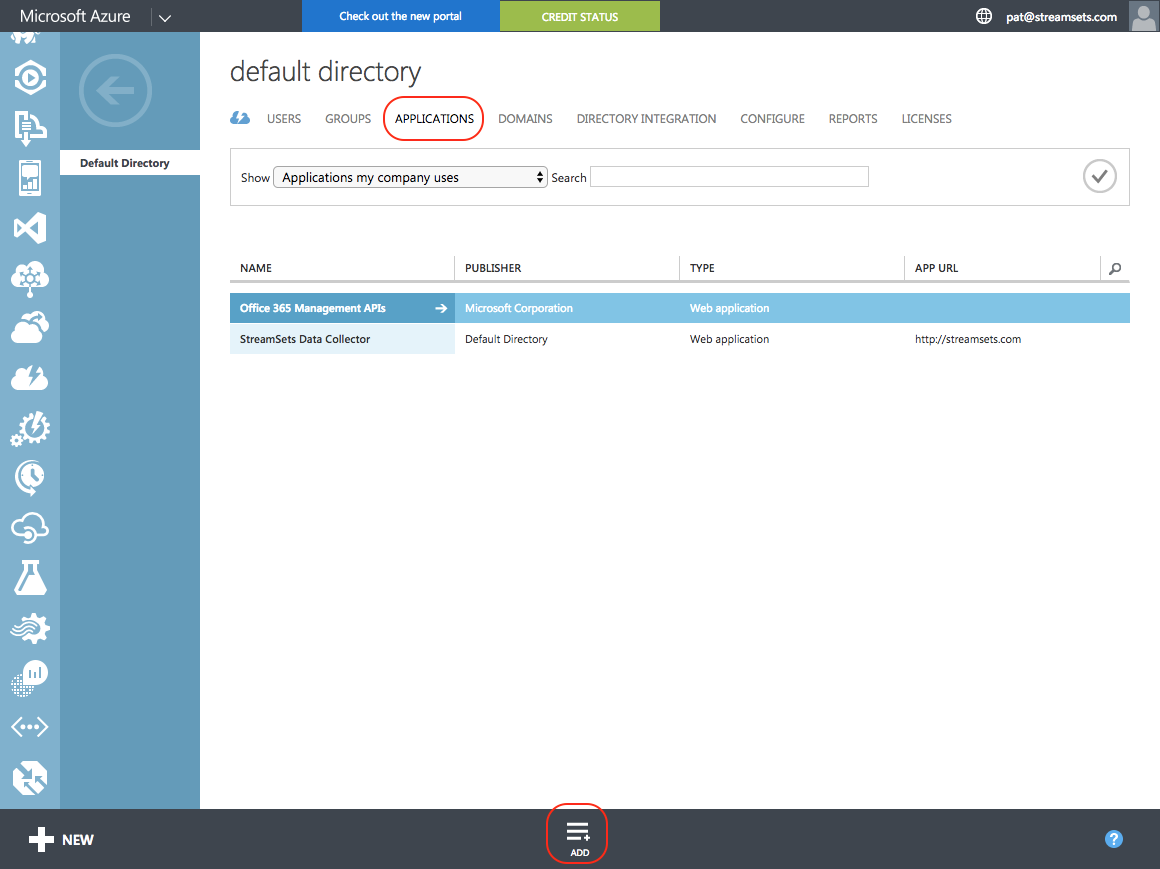 Microsoft Azure
Check out the new portal
CREDIT STATUS
pat@streamsets.com
Default Directory
default directory
USERS GROUPS APPLICATIONS DOMAINS DIRECTORY INTEGRATION CONFIGURE REPORTS LICENSES
Show Applications my company uses Search
NAME PUBLISHER TYPE APP URL
Office 365 Management APIs Microsoft Corporation Web application
StreamSets Data Collector Default Directory Web application http://streamsets.com
NEW
ADD
?